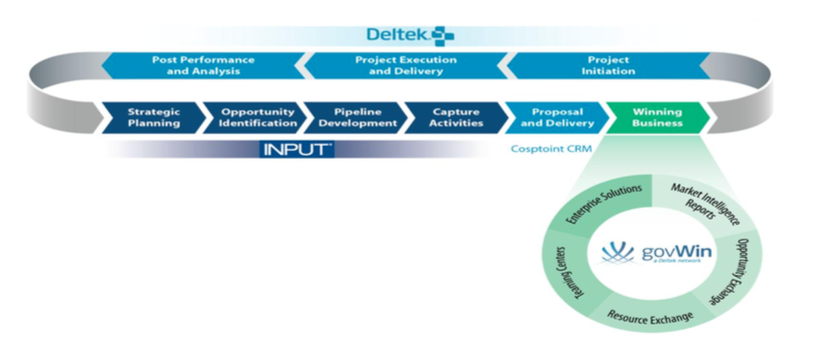 Deltek
Post Performance
and Analysis
Project Execution
and Delivery
Project
Initiation
Strategic
Planning
Opportunity
Identification
Pipeline
Development
Capture
Activities
Proposal
and Delivery
Winning
Business
INPUT
Cosptoint CRM
Enterprise Solutions
Market Intelligence
Reports
Opportunity Exchange
Resource Exchange
Teaming Centers
govWin
a Deltek network